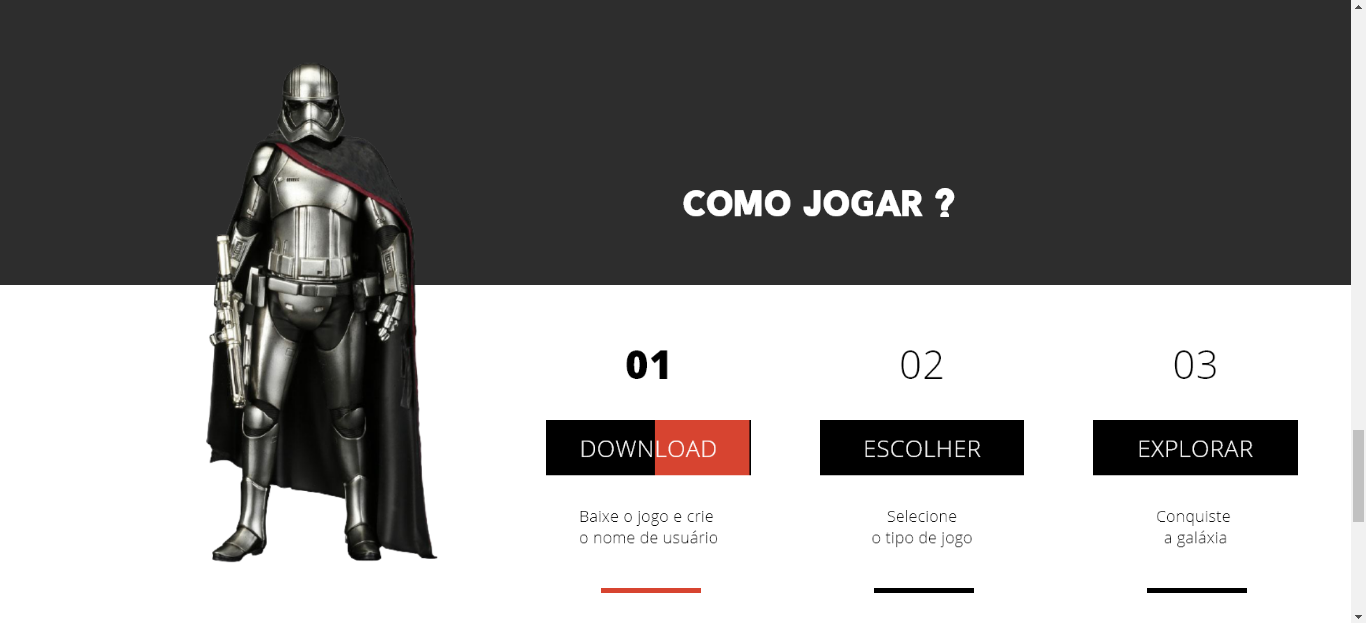 COMO JOGAR ?
01
DOWNLOAD
Baixe o jogo e crie
o nome de usuário
02
ESCOLHER
Selecione
o tipo de jogo
03
EXPLORAR
Conquiste
a galáxia